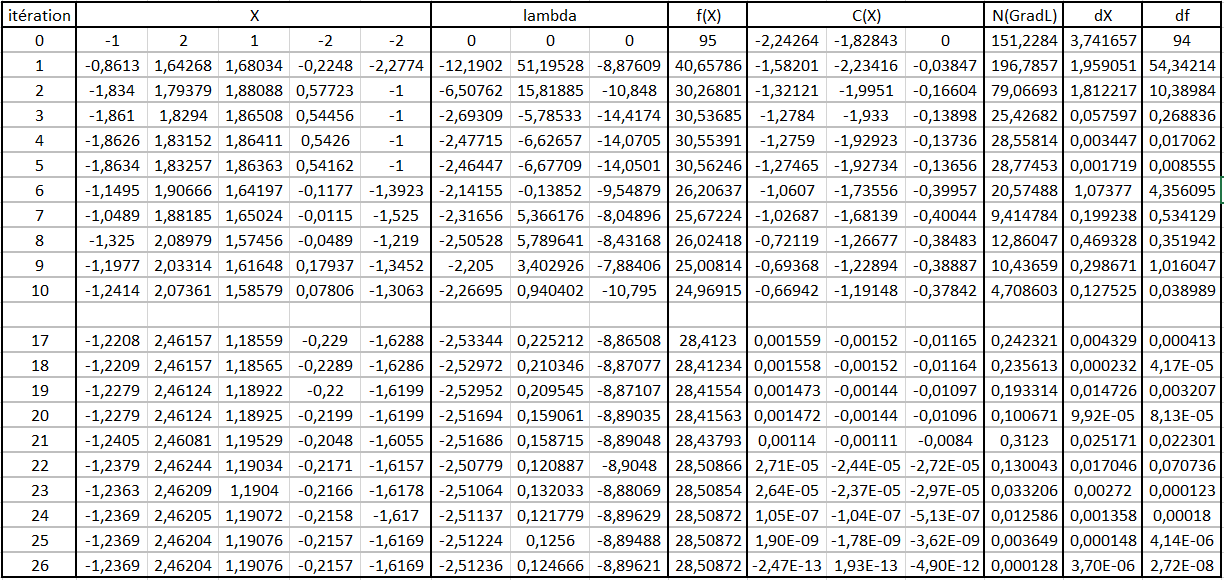 itération X lambda f(X) C(X) N(GradL) dX df
0 -1 2 1 -2 -2 0 0 0 95 -2,24264 -1,82843 0 151,2284 3,741657 94
1 -0,8613 1,64268 1,68034 -0,2248 -2,2774 -12,1902 51,19528 -8,87609 40,65786 -1,58201 -2,23416 -0,03847 196,7857 1,959051 54,34214
2 -1,834 1,79379 1,88088 0,57723 -1 -6,50762 15,81885 -10,848 30,26801 -1,32121 -1,9951 -0,16604 79,06693 1,812217 10,38984
3 -1,861 1,8294 1,86508 0,54456 -1 -2,69309 -5,78533 -14,4174 30,53685 -1,2784 -1,933 -0,13898 25,42682 0,057597 0,268836
4 -1,8626 1,83152 1,86411 0,5426 -1 -2,47715 -6,62657 -14,0705 30,55391 -1,2759 -1,92923 -0,13736 28,55814 0,003447 0,017062
5 -1,8634 1,83257 1,86363 0,54162 -1 -2,46447 -6,67709 -14,0501 30,56246 -1,27465 -1,92734 -0,13656 28,77453 0,001719 0,008555
6 -1,1495 1,90666 1,64197 -0,1177 -1,3923 -2,14155 -0,13852 -9,54879 26,20637 -1,0607 -1,73556 -0,39957 20,57488 1,07377 4,356095
7 -1,0489 1,88185 1,65024 -0,0115 -1,525 -2,31656 5,366176 -8,04896 25,67224 -1,02687 -1,68139 -0,40044 9,414784 0,199238 0,534129
8 -1,325 2,08979 1,57456 -0,0489 -1,219 -2,50528 5,789641 -8,43168 26,02418 -0,72119 -1,26677 -0,38483 12,86047 0,469328 0,351942
9 -1,1977 2,03314 1,61648 0,17937 -1,3452 -2,205 3,402926 -7,88406 25,00814 -0,69368 -1,22894 -0,38887 10,43659 0,298671 1,016047
10 -1,2414 2,07361 1,58579 0,07806 -1,3063 -2,26695 0,940402 -10,795 24,96915 -0,66942 -1,19148 -0,37842 4,708603 0,127525 0,038989
17 -1,2208 2,46157 1,18559 -0,229 -1,6288 -2,53344 0,225212 -8,86508 28,4123 0,001559 -0,00152 -0,01165 0,242321 0,004329 0,000413
18 -1,2209 2,46157 1,18565 -0,2289 -1,6286 -2,52972 0,210346 -8,87077 28,41234 0,001558 -0,00152 -0,01164 0,235613 0,000232 4,17E-05
19 -1,2279 2,46124 1,18922 -0,22 -1,6199 -2,52952 0,209545 -8,87107 28,41554 0,001473 -0,00144 -0,01097 0,193314 0,014726 0,003207
20 -1,2279 2,46124 1,18925 -0,2199 -1,6199 -2,51694 0,159061 -8,89035 28,41563 0,001472 -0,00144 -0,01096 0,100671 9,92E-05 8,13E-05
21 -1,2405 2,46081 1,19529 -0,2048 -1,6055 -2,51686 0,158715 -8,89048 28,43793 0,00114 -0,00111 -0,0084 0,3123 0,025171 0,022301
22 -1,2379 2,46244 1,19034 -0,2171 -1,6157 -2,50779 0,120887 -8,9048 28,50866 2,71E-05 -2,44E-05 -2,72E-05 0,130043 0,017046 0,070736
23 -1,2363 2,46209 1,1904 -0,2166 -1,6178 -2,51064 0,132033 -8,88069 28,50854 2,64E-05 -2,37E-05 -2,97E-05 0,033206 0,00272 0,000123
24 -1,2369 2,46205 1,19072 -0,2158 -1,617 -2,51137 0,121779 -8,89629 28,50872 1,05E-07 -1,04E-07 -5,13E-07 0,012586 0,001358 0,00018
25 -1,2369 2,46204 1,19076 -0,2157 -1,6169 -2,51224 0,1256 -8,89488 28,50872 1,90E-09 -1,78E-09 -3,62E-09 0,003649 0,000148 4,14E-06
26 -1,2369 2,46204 1,19076 -0,2157 -1,6169 -2,51236 0,124666 -8,89621 28,50872 -2,47E-13 1,93E-13 -4,90E-12 0,000128 3,70E-06 2,72E-08